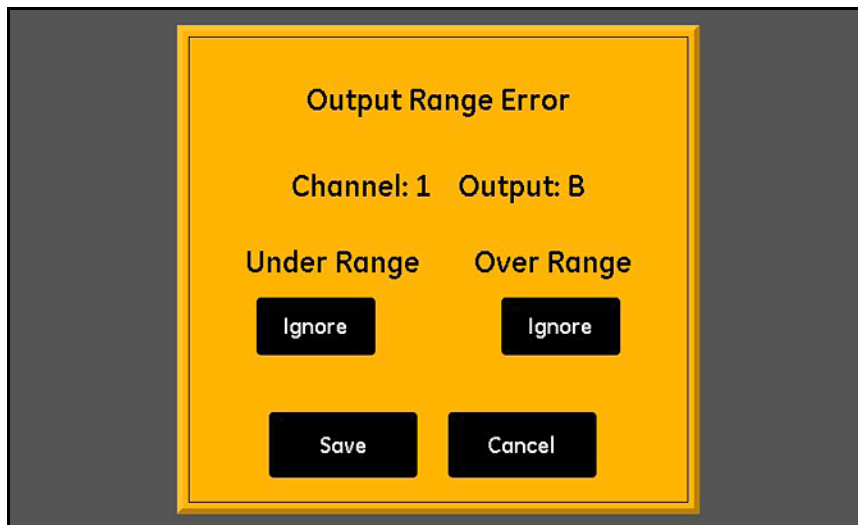 Output Range Error
Channel: 1 Output: B
Under Range Over Range
Ignore Ignore
Save Cancel